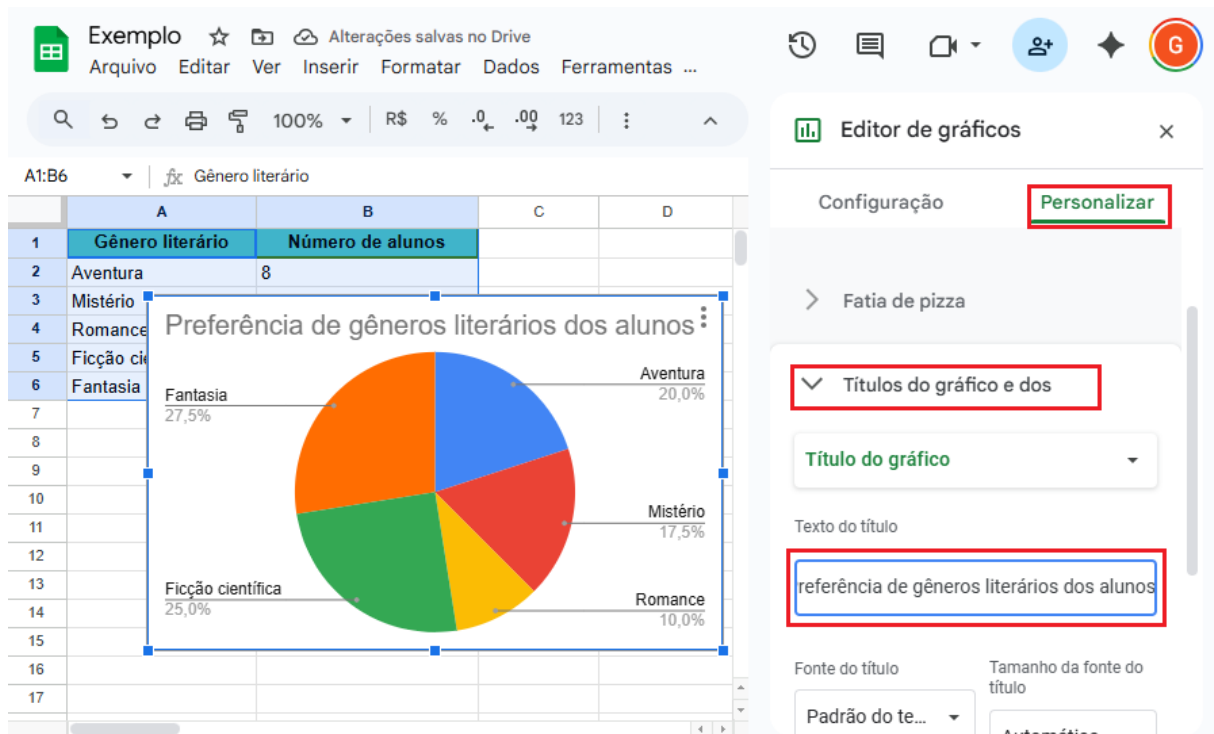 Exemplo
Alterações salvas no Drive
Arquivo Editar Ver Inserir Formatar Dados Ferramentas ...
G
100% R$ % .0 .00 123
A1:B6
fx Gênero literário
A B C D
1 Gênero literário Número de alunos
2 Aventura 8
3 Mistério
4 Romance
5 Ficção cie
6 Fantasia
7
8
9
10
11
12
13
14
15
16
17
Preferência de gêneros literários dos alunos
Aventura
20,0%
Fantasia
27,5%
Mistério
17,5%
Ficção científica
25,0%
Romance
10,0%
Editor de gráficos
Configuração Personalizar
Fatia de pizza
Títulos do gráfico e dos
Título do gráfico
Texto do título
referência de gêneros literários dos alunos
Fonte do título
Tamanho da fonte do
título
Padrão do te...
Automático